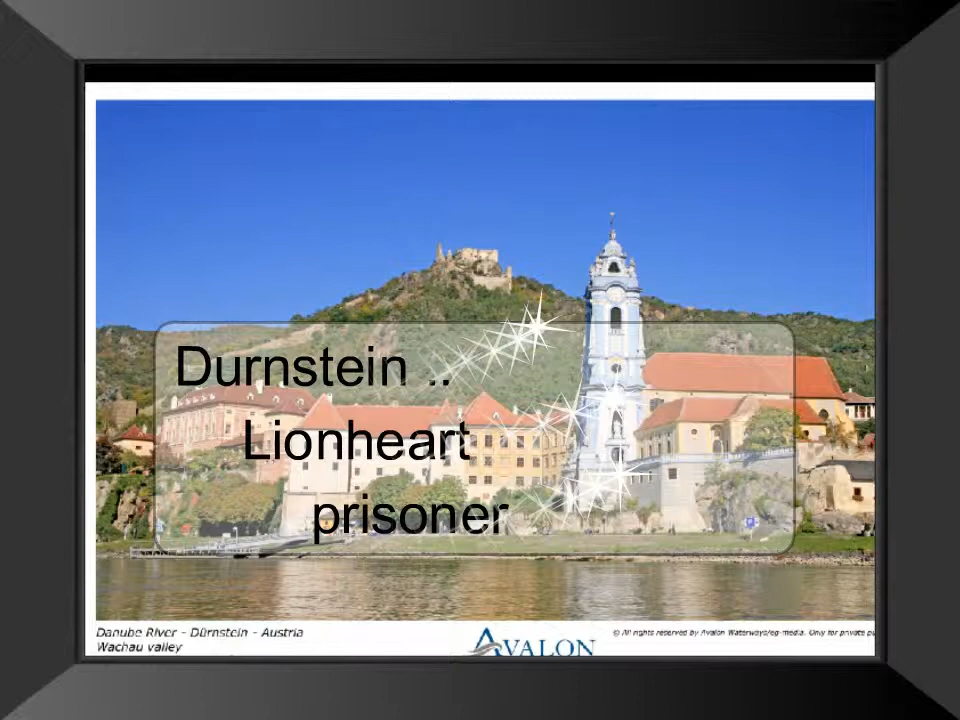 Durnstein ..
Lionheart
prisoner
Danube River - Dürnstein - Austria
Wachau valley
AVALON
© All rights reserved by Avalon Waterways/eg-media. Only for private